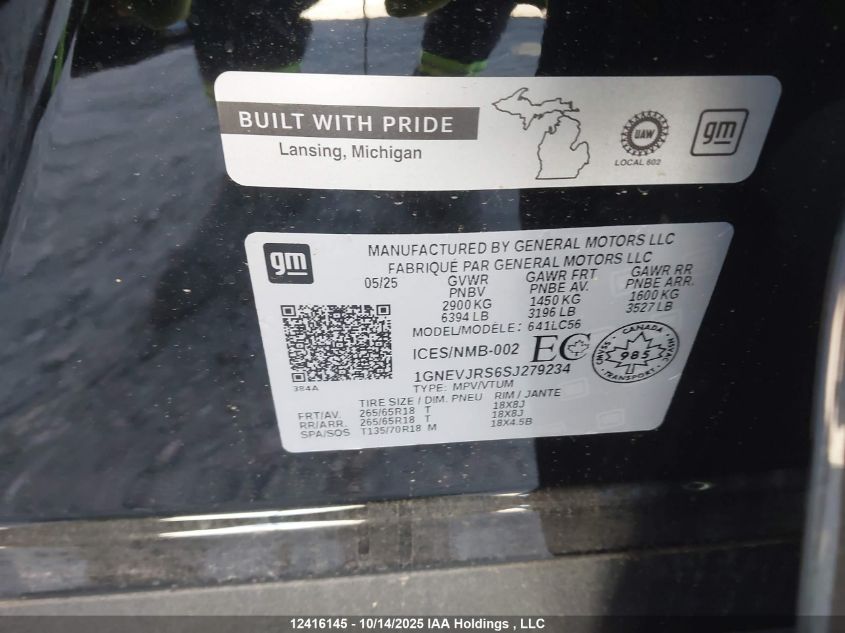 BUILT WITH PRIDE
Lansing, Michigan
UAW
LOCAL 602
gm
gm
MANUFACTURED BY GENERAL MOTORS LLC
FABRIQUÉ PAR GENERAL MOTORS LLC
05/25 GVWR GAWR FRT GAWR RR
PNBV PNBE AV. PNBE ARR.
2900 KG 1450 KG 1600 KG
6394 LB 3196 LB 3527 LB
MODEL/MODÈLE: 641LC56
ICES/NMB-002 EC
CANADA
985
1GNEVJRS6SJ279234
384A
TYPE: MPV/VTUM
TIRE SIZE / DIM. PNEU RIM / JANTE
FRT/AV. 265/65R18 T 18X8J
RR/ARR. 265/65R18 T 18X8J
SPA/SOS T135/70R18 M 18X4.5B
12416145 - 10/14/2025 IAA Holdings , LLC